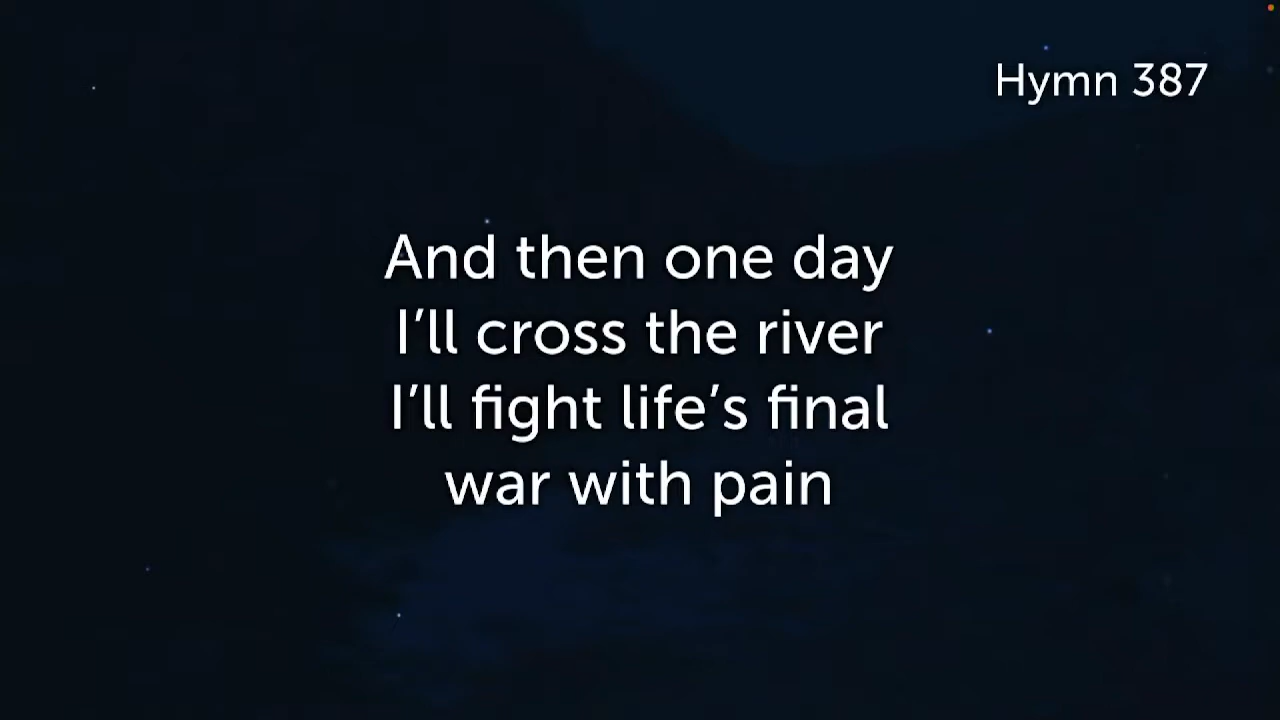 Hymn 387
And then one day
I’ll cross the river
I’ll fight life’s final
war with pain